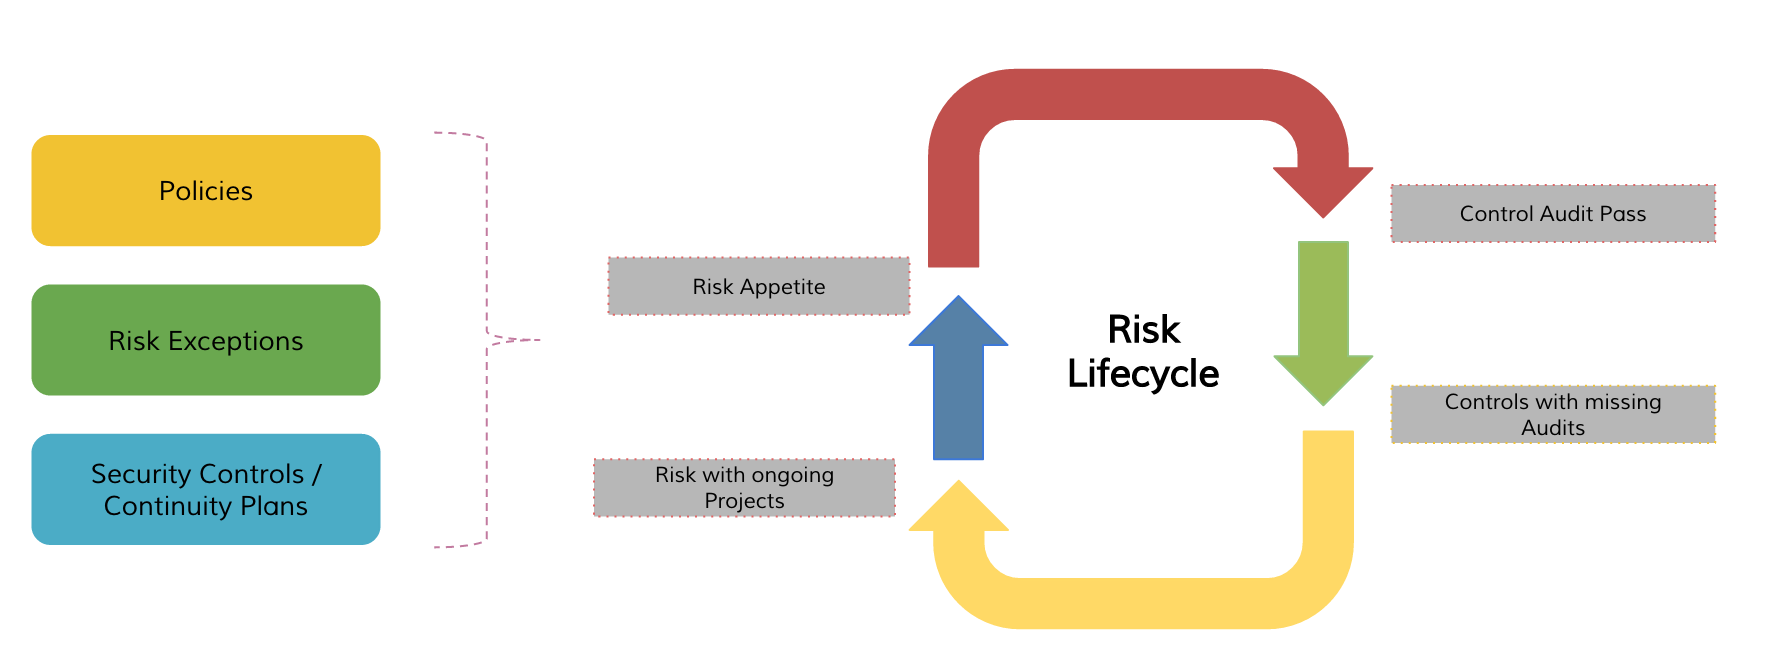 Policies
Risk Exceptions
Security Controls /
Continuity Plans
Risk Appetite
Risk with ongoing
Projects
Risk
Lifecycle
Control Audit Pass
Controls with missing
Audits